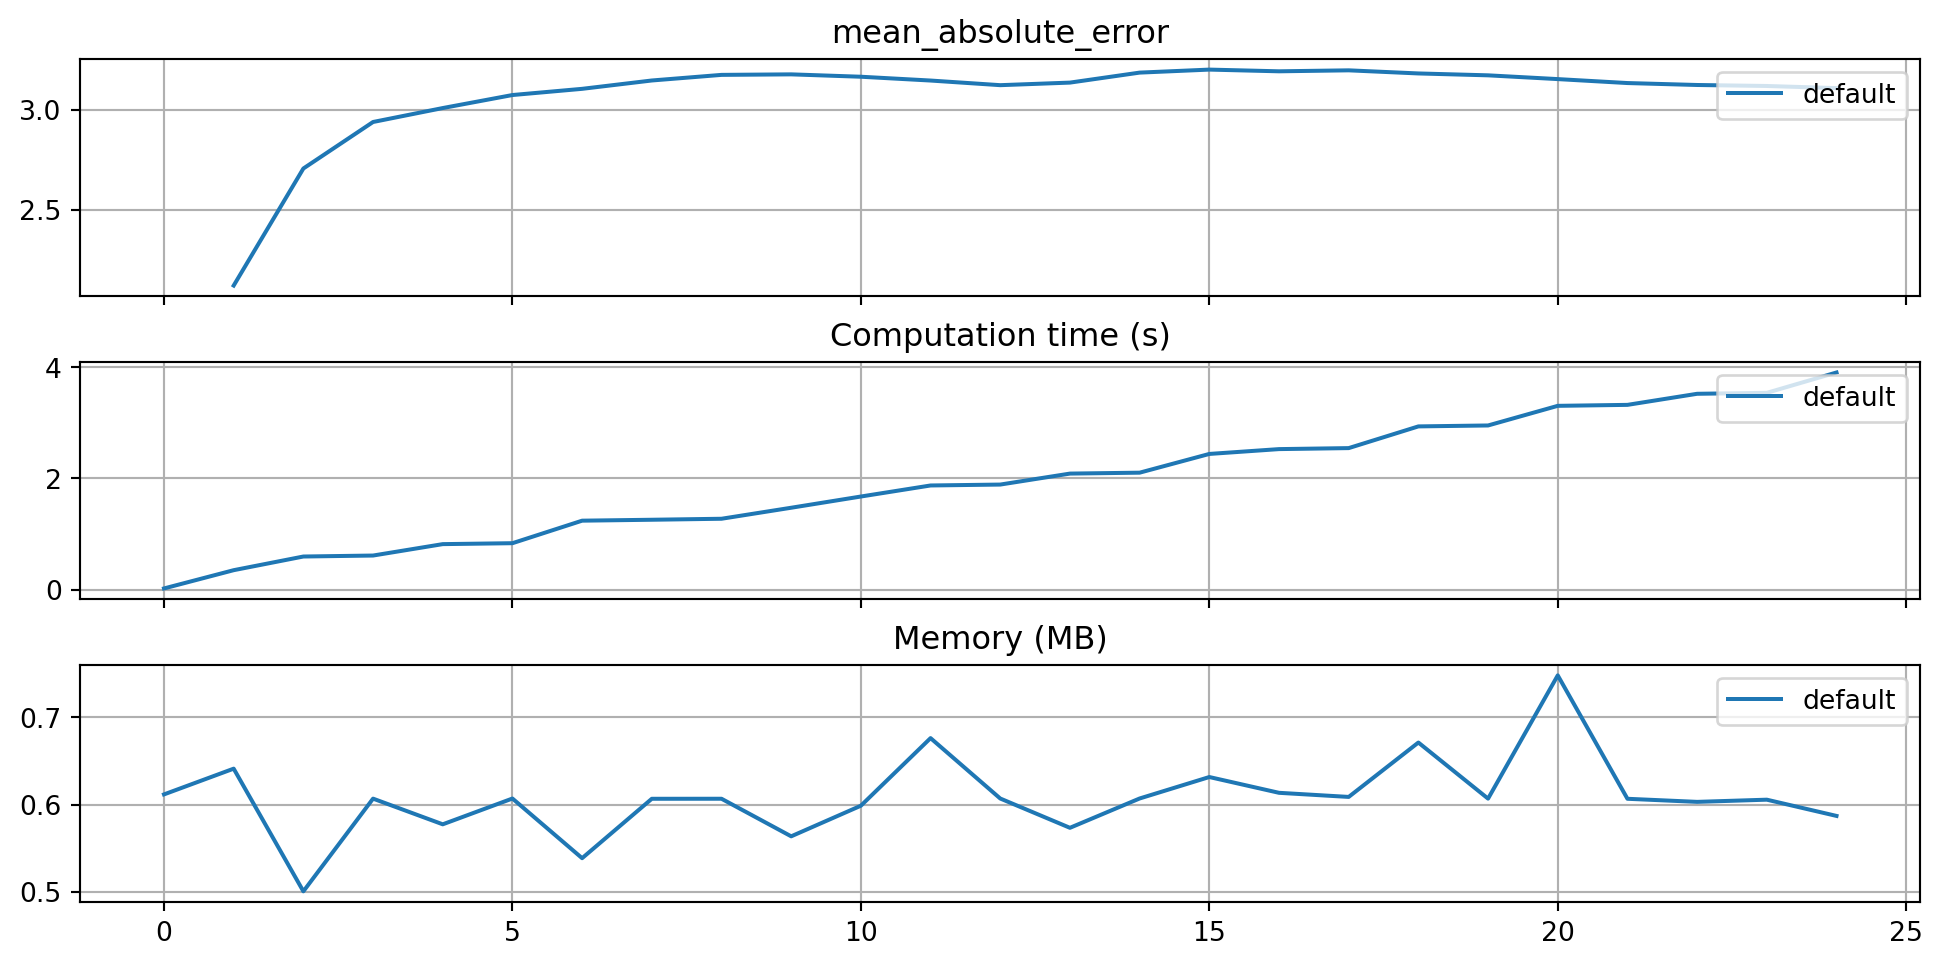 mean_absolute_error
3.0
2.5
default
Computation time (s)
4
2
0
default
Memory (MB)
0.7
0.6
0.5
default
0 5 10 15 20 25